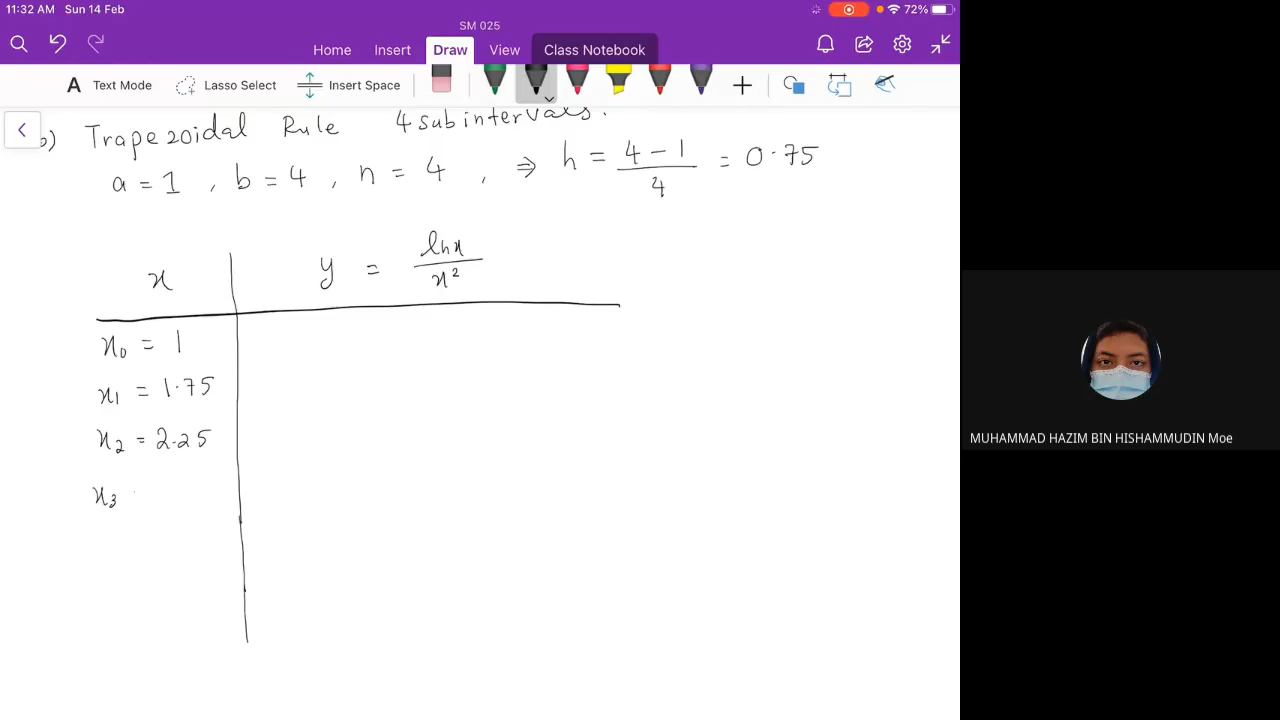 11:32 AM Sun 14 Feb 72%
SM 025
Home Insert Draw View Class Notebook
A Text Mode Lasso Select Insert Space
b) Trapezoidal Rule 4 subintervals.
a = 1 , b = 4 , n = 4 , ⇒ h = (4 − 1)/4 = 0.75
x y = ln x / x²
x₀ = 1
x₁ = 1.75
x₂ = 2.25
x₃
MUHAMMAD HAZIM BIN HISHAMMUDIN Moe